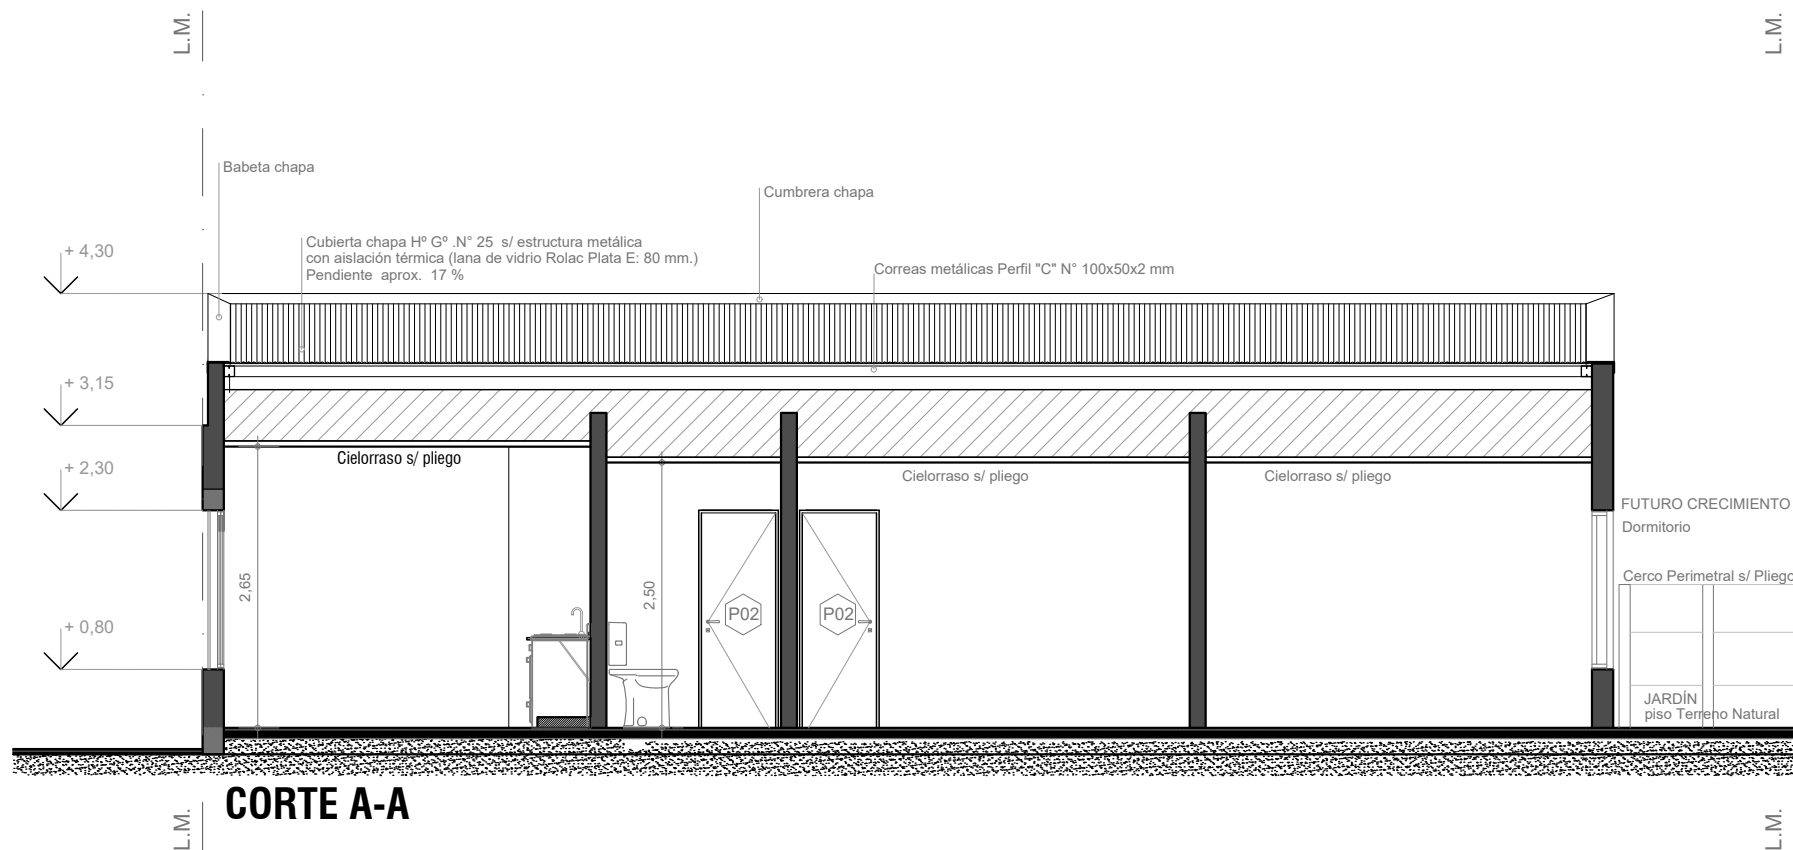 L.M.
L.M.
Babeta chapa
Cumbrera chapa
Cubierta chapa Hº Gº .N° 25 s/ estructura metálica
con aislación térmica (lana de vidrio Rolac Plata E: 80 mm.)
Pendiente aprox. 17 %
+ 4,30
Correas metálicas Perfil "C" N° 100x50x2 mm
+ 3,15
Cielorraso s/ pliego
+ 2,30
Cielorraso s/ pliego
Cielorraso s/ pliego
FUTURO CRECIMIENTO
Dormitorio
Cerco Perimetral s/ Pliego
2,65
2,50
P02
P02
+ 0,80
JARDÍN
piso Terreno Natural
CORTE A-A
L.M.
L.M.